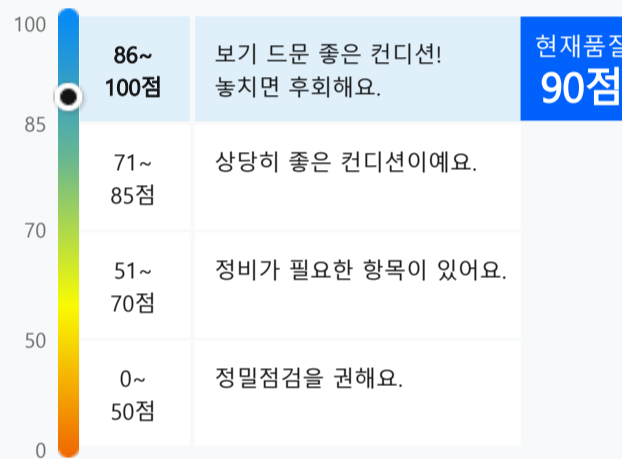 100
86~
100점
보기 드문 좋은 컨디션!
놓치면 후회해요.
현재품질
90점
85
71~
85점
상당히 좋은 컨디션이예요.
70
51~
70점
정비가 필요한 항목이 있어요.
50
0~
50점
정밀점검을 권해요.
0